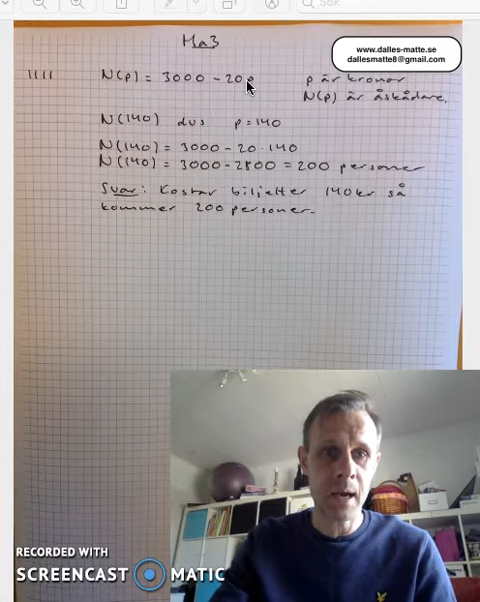 Sök
Ma3
www.dalles-matte.se
dallesmatte8@gmail.com
1111 N(p) = 3000 - 20p p är kronor
N(p) är åskådare.
N(140) dvs p = 140
N(140) = 3000 - 20 · 140
N(140) = 3000 - 2800 = 200 personer
Svar: Kostar biljetter 140kr så
kommer 200 personer.
RECORDED WITH
SCREENCAST MATIC